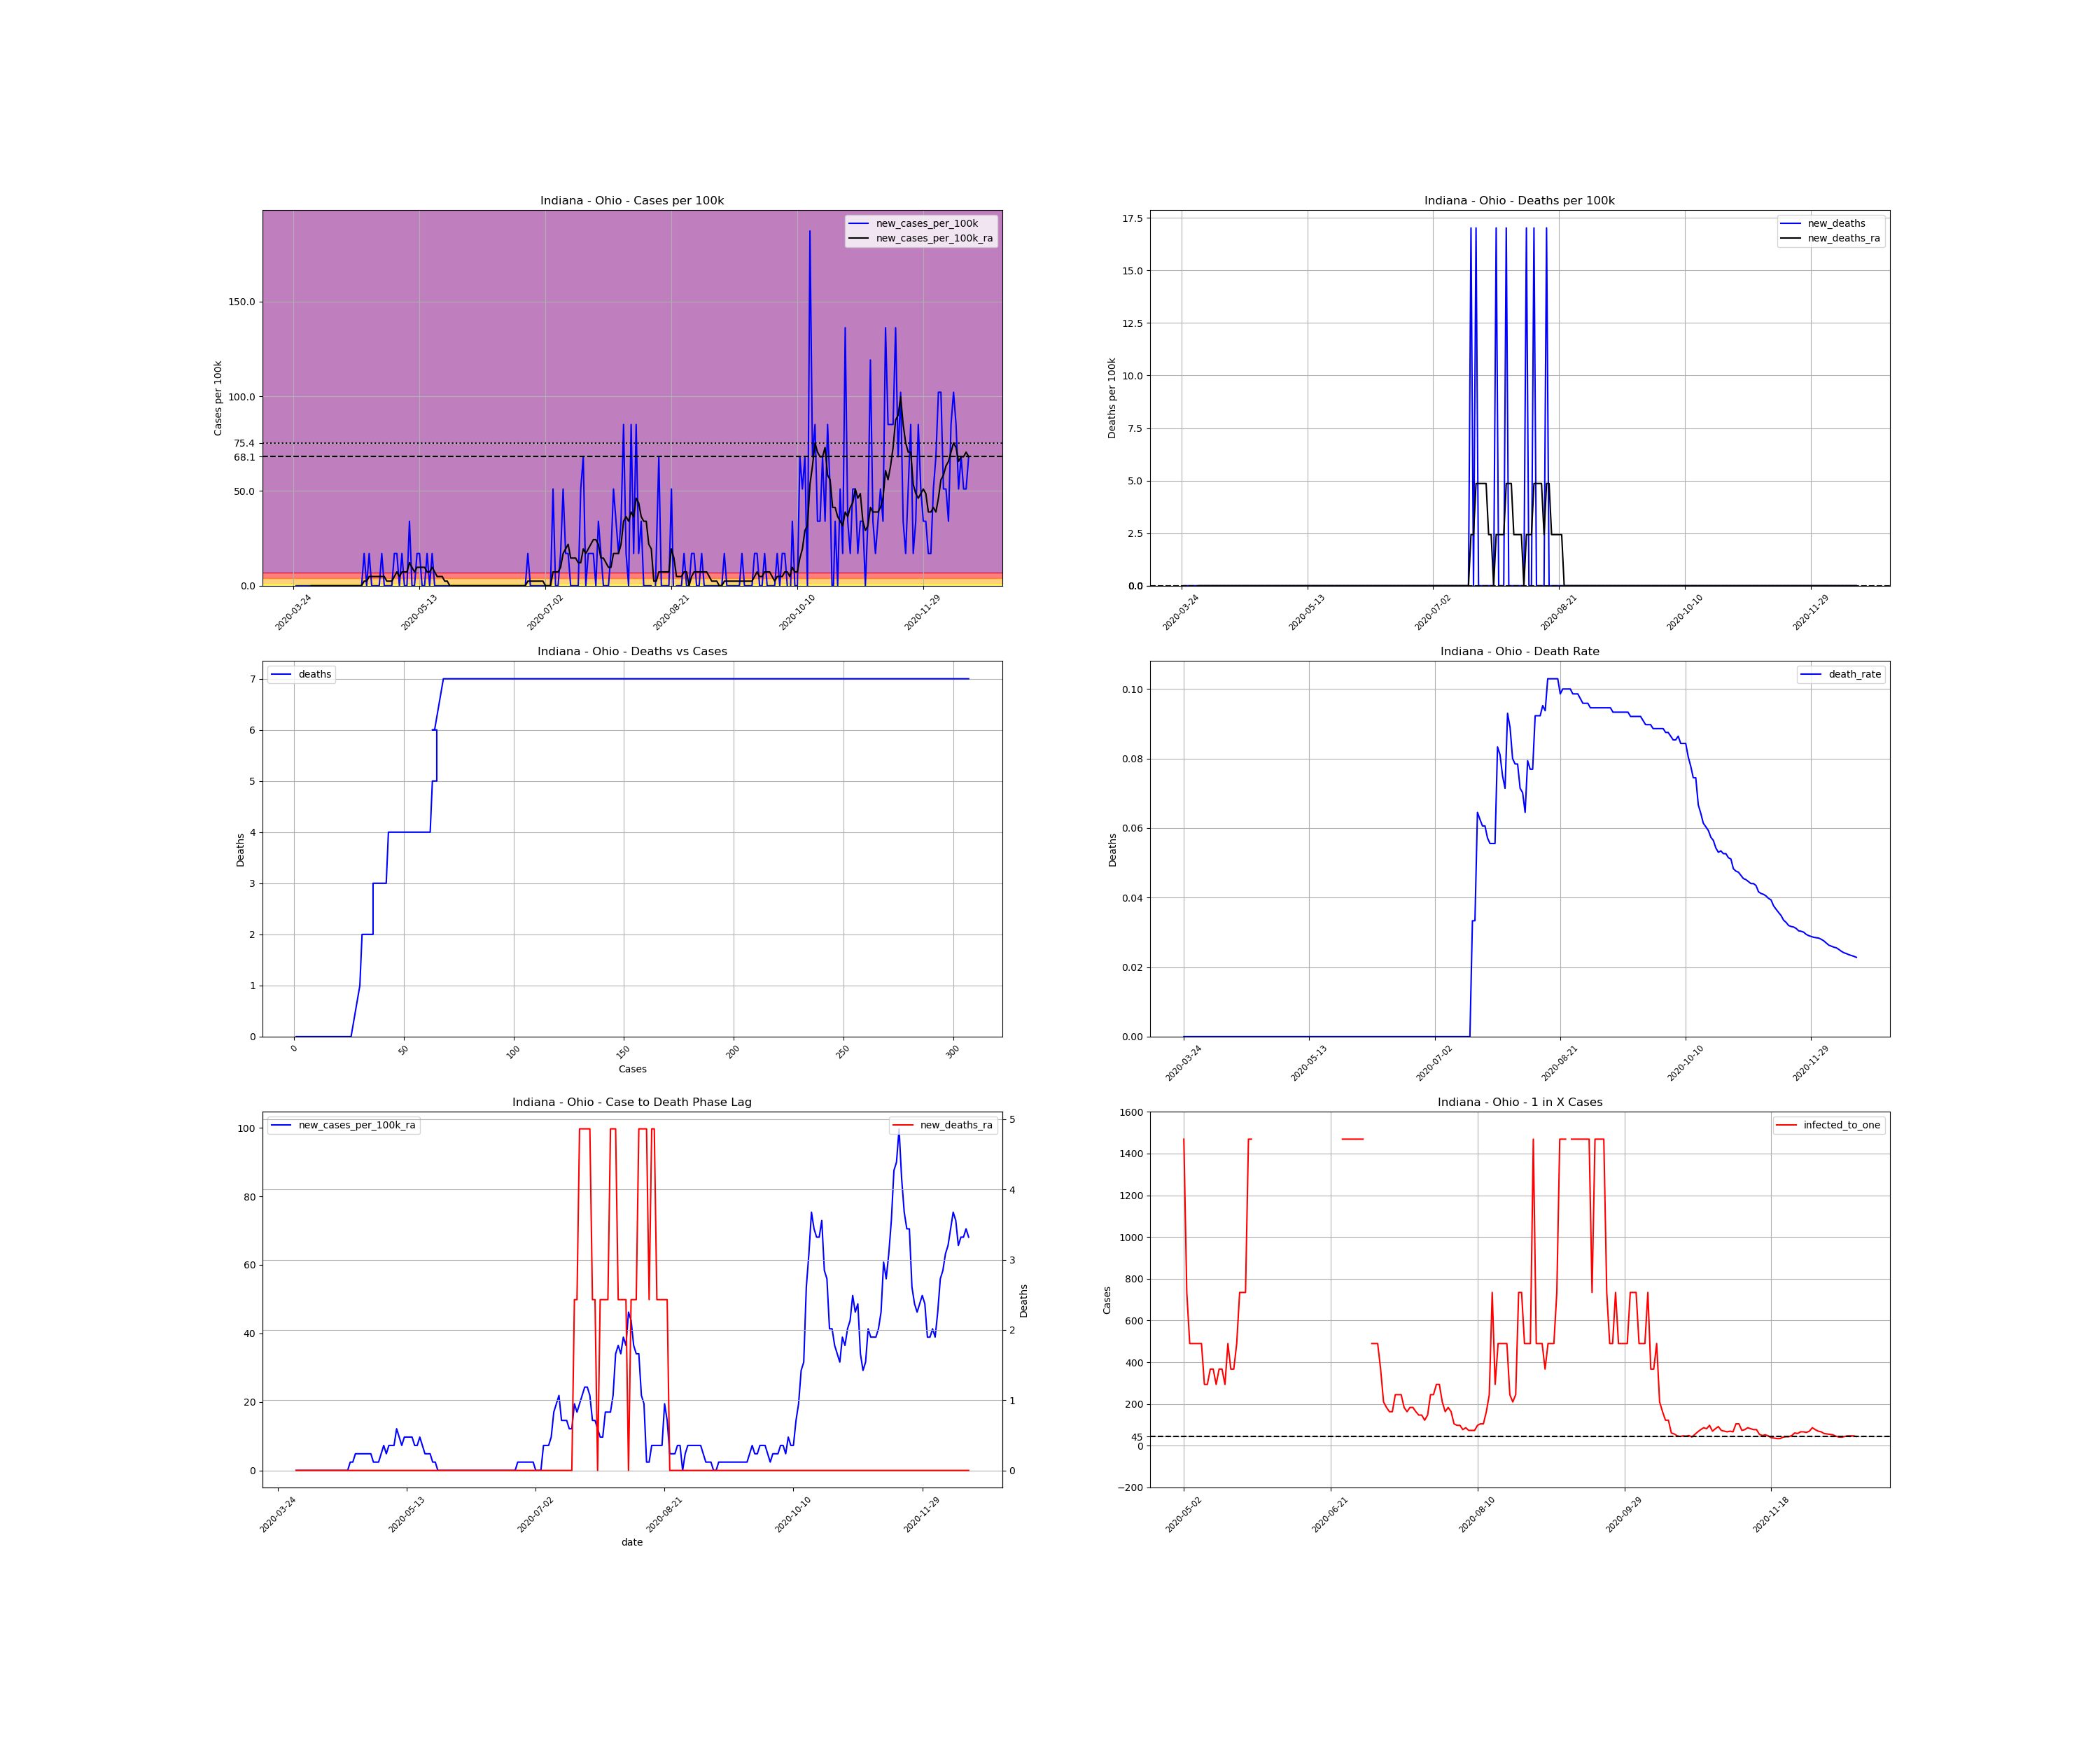 Indiana - Ohio - Cases per 100k
new_cases_per_100k
new_cases_per_100k_ra
Cases per 100k
150.0
100.0
75.4
68.1
50.0
0.0
2020-03-24 2020-05-13 2020-07-02 2020-08-21 2020-10-10 2020-11-29
Indiana - Ohio - Deaths per 100k
new_deaths
new_deaths_ra
Deaths per 100k
17.5
15.0
12.5
10.0
7.5
5.0
2.5
0.0
0.0
2020-03-24 2020-05-13 2020-07-02 2020-08-21 2020-10-10 2020-11-29
Indiana - Ohio - Deaths vs Cases
deaths
Deaths
7
6
5
4
3
2
1
0
0 50 100 150 200 250 300
Cases
Indiana - Ohio - Death Rate
death_rate
Deaths
0.10
0.08
0.06
0.04
0.02
0.00
2020-03-24 2020-05-13 2020-07-02 2020-08-21 2020-10-10 2020-11-29
Indiana - Ohio - Case to Death Phase Lag
new_cases_per_100k_ra
new_deaths_ra
100
80
60
40
20
0
5
4
3
2
1
0
Deaths
2020-03-24 2020-05-13 2020-07-02 2020-08-21 2020-10-10 2020-11-29
date
Indiana - Ohio - 1 in X Cases
infected_to_one
Cases
1600
1400
1200
1000
800
600
400
200
45
0
−200
2020-05-02 2020-06-21 2020-08-10 2020-09-29 2020-11-18